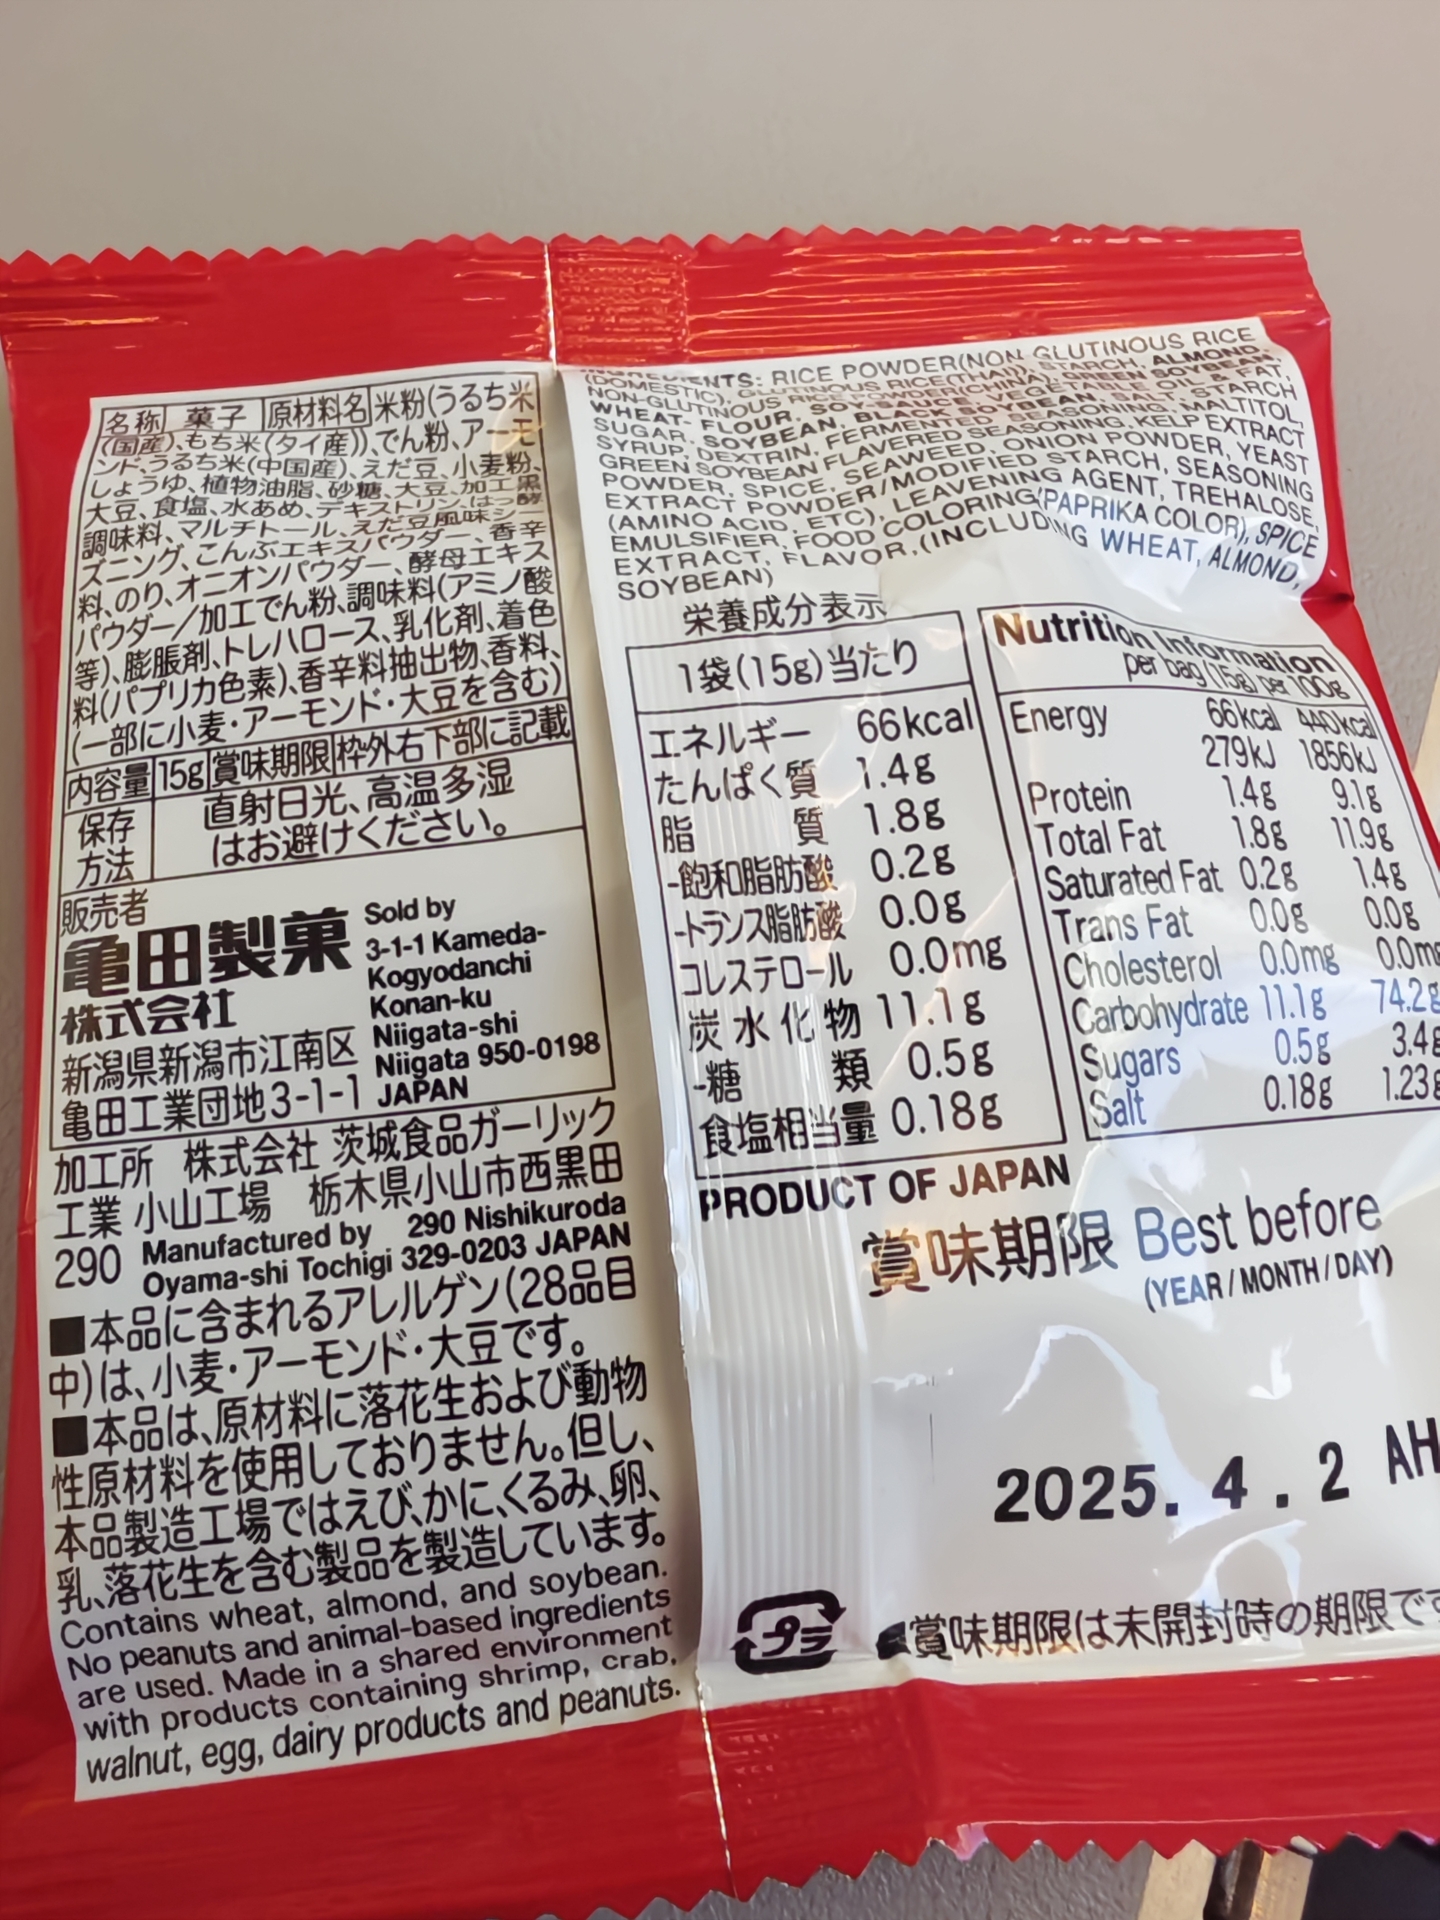 名称 菓子 原材料名 米粉(うるち米
(国産)、もち米(タイ産))、でん粉、アーモ
ンド、うるち米(中国産)、えだ豆、小麦粉、
しょうゆ、植物油脂、砂糖、大豆、加工黒
大豆、食塩、水あめ、デキストリン、はっ酵
調味料、マルチトール、えだ豆風味シー
ズニング、こんぶエキスパウダー、香辛
料、のり、オニオンパウダー、酵母エキス
パウダー/加工でん粉、調味料(アミノ酸
等)、膨脹剤、トレハロース、乳化剤、着色
料(パプリカ色素)、香辛料抽出物、香料、
(一部に小麦・アーモンド・大豆を含む)
内容量 15g 賞味期限 枠外右下部に記載
保存方法 直射日光、高温多湿
はお避けください。
販売者
亀田製菓
株式会社
新潟県新潟市江南区
亀田工業団地3-1-1
Sold by
3-1-1 Kameda-
Kogyodanchi
Konan-ku
Niigata-shi
Niigata 950-0198
JAPAN
加工所 株式会社 茨城食品ガーリック
工業 小山工場 栃木県小山市西黒田
290 Manufactured by 290 Nishikuroda
Oyama-shi Tochigi 329-0203 JAPAN
■本品に含まれるアレルゲン(28品目
中)は、小麦・アーモンド・大豆です。
■本品は、原材料に落花生および動物
性原材料を使用しておりません。但し、
本品製造工場ではえび、かに、くるみ、卵、
乳、落花生を含む製品を製造しています。
Contains wheat, almond, and soybean.
No peanuts and animal-based ingredients
are used. Made in a shared environment
with products containing shrimp, crab,
walnut, egg, dairy products and peanuts.
INGREDIENTS: RICE POWDER(NON GLUTINOUS RICE
(DOMESTIC), GLUTINOUS RICE(THAI)), STARCH, ALMOND,
NON-GLUTINOUS RICE POWDER(CHINA), GREEN SOYBEAN,
WHEAT- FLOUR, SOY SAUCE, VEGETABLE OIL & FAT,
SUGAR, SOYBEAN, BLACK SOYBEAN, SALT, STARCH
SYRUP, DEXTRIN, FERMENTED SEASONING, MALTITOL,
GREEN SOYBEAN FLAVORED SEASONING, KELP EXTRACT
POWDER, SPICE, SEAWEED, ONION POWDER, YEAST
EXTRACT POWDER/MODIFIED STARCH, SEASONING
(AMINO ACID, ETC), LEAVENING AGENT, TREHALOSE,
EMULSIFIER, FOOD COLORING(PAPRIKA COLOR), SPICE
EXTRACT, FLAVOR,(INCLUDING WHEAT, ALMOND,
SOYBEAN)
栄養成分表示
1袋(15g)当たり
エネルギー 66kcal
たんぱく質 1.4g
脂質 1.8g
-飽和脂肪酸 0.2g
-トランス脂肪酸 0.0g
コレステロール 0.0mg
炭水化物 11.1g
-糖類 0.5g
食塩相当量 0.18g
Nutrition Information
per bag (15g) per 100g
Energy 66kcal 440kcal
279kJ 1856kJ
Protein 1.4g 9.1g
Total Fat 1.8g 11.9g
Saturated Fat 0.2g 1.4g
Trans Fat 0.0g 0.0g
Cholesterol 0.0mg 0.0mg
Carbohydrate 11.1g 74.2g
Sugars 0.5g 3.4g
Salt 0.18g 1.23g
PRODUCT OF JAPAN
賞味期限 Best before
(YEAR / MONTH / DAY)
2025. 4 . 2 AH
プラ
■賞味期限は未開封時の期限です